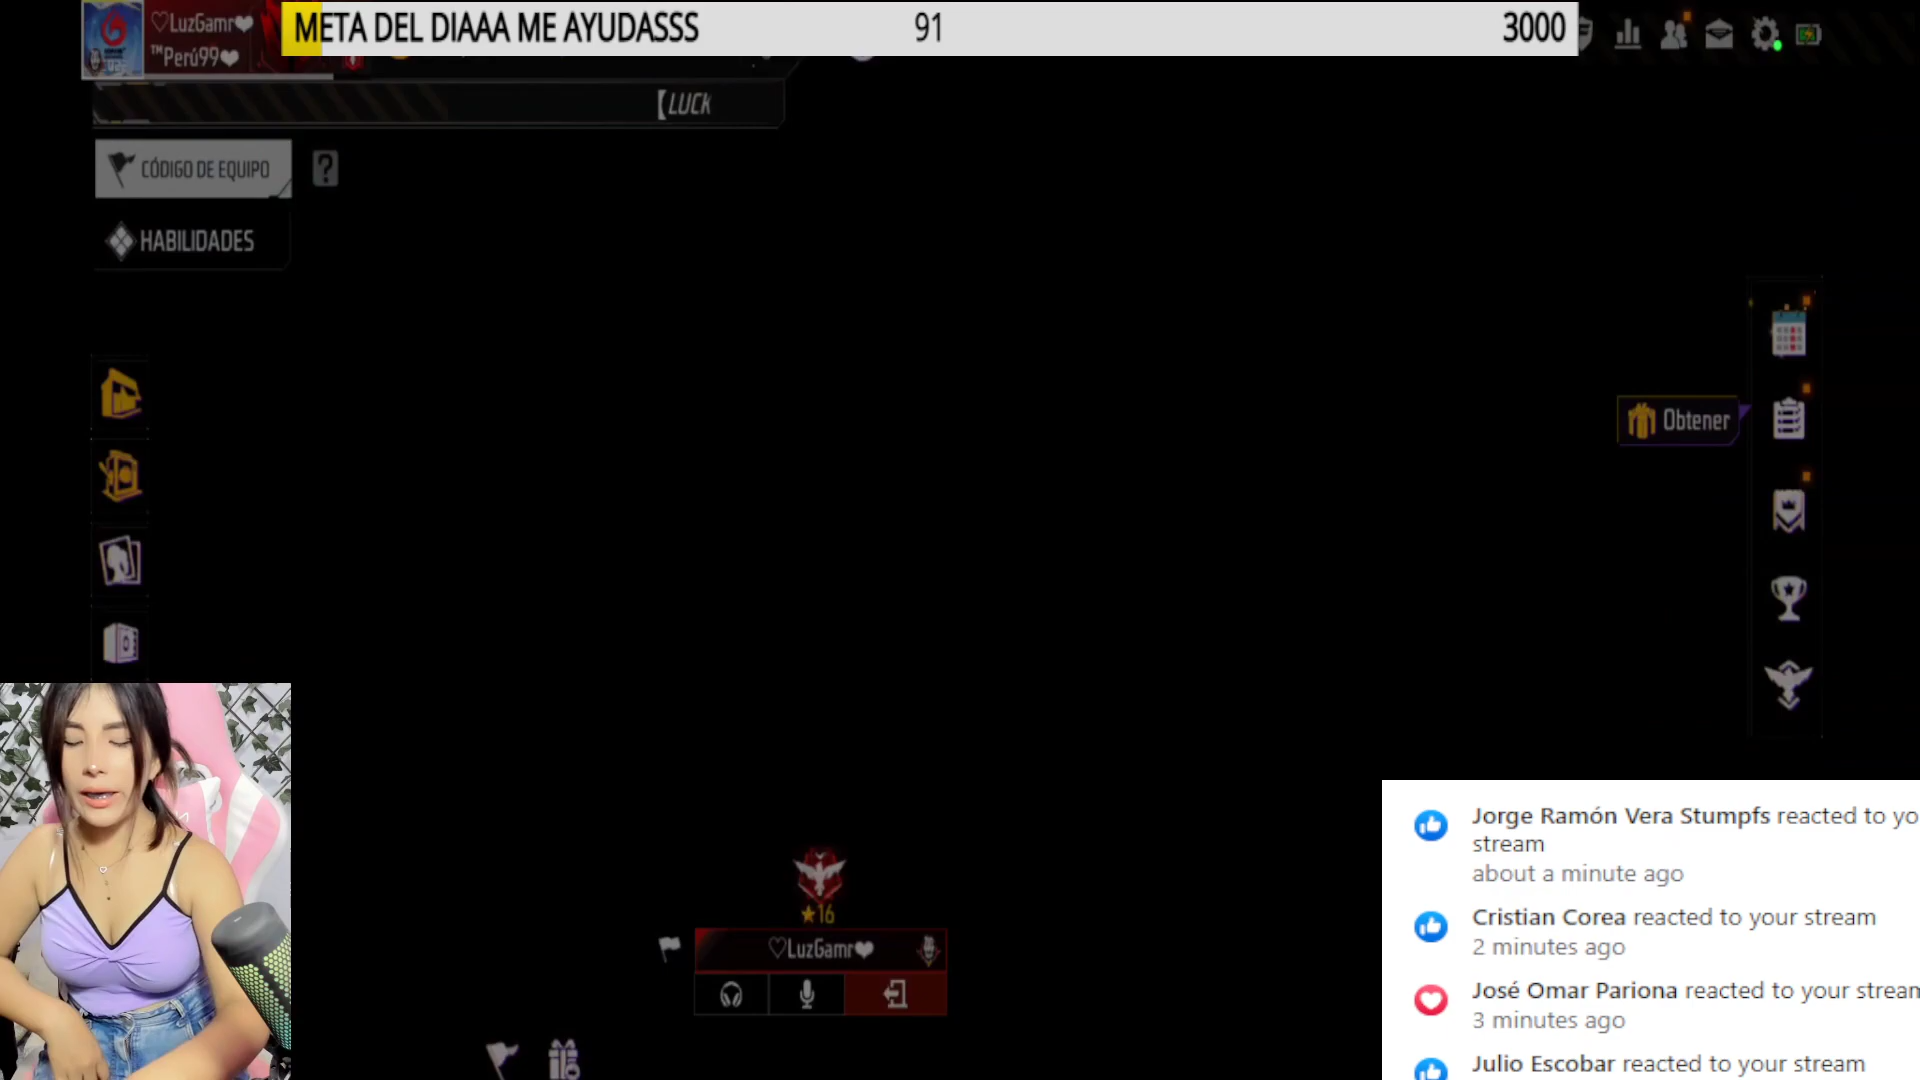 ♡LuzGamr❤
™Perú99❤
META DEL DIAAA ME AYUDASSS 91 3000
【LUCK
CÓDIGO DE EQUIPO ?
HABILIDADES
Obtener
★16
♡LuzGamr❤
Jorge Ramón Vera Stumpfs reacted to yo
stream
about a minute ago
Cristian Corea reacted to your stream
2 minutes ago
José Omar Pariona reacted to your stream
3 minutes ago
Julio Escobar reacted to your stream